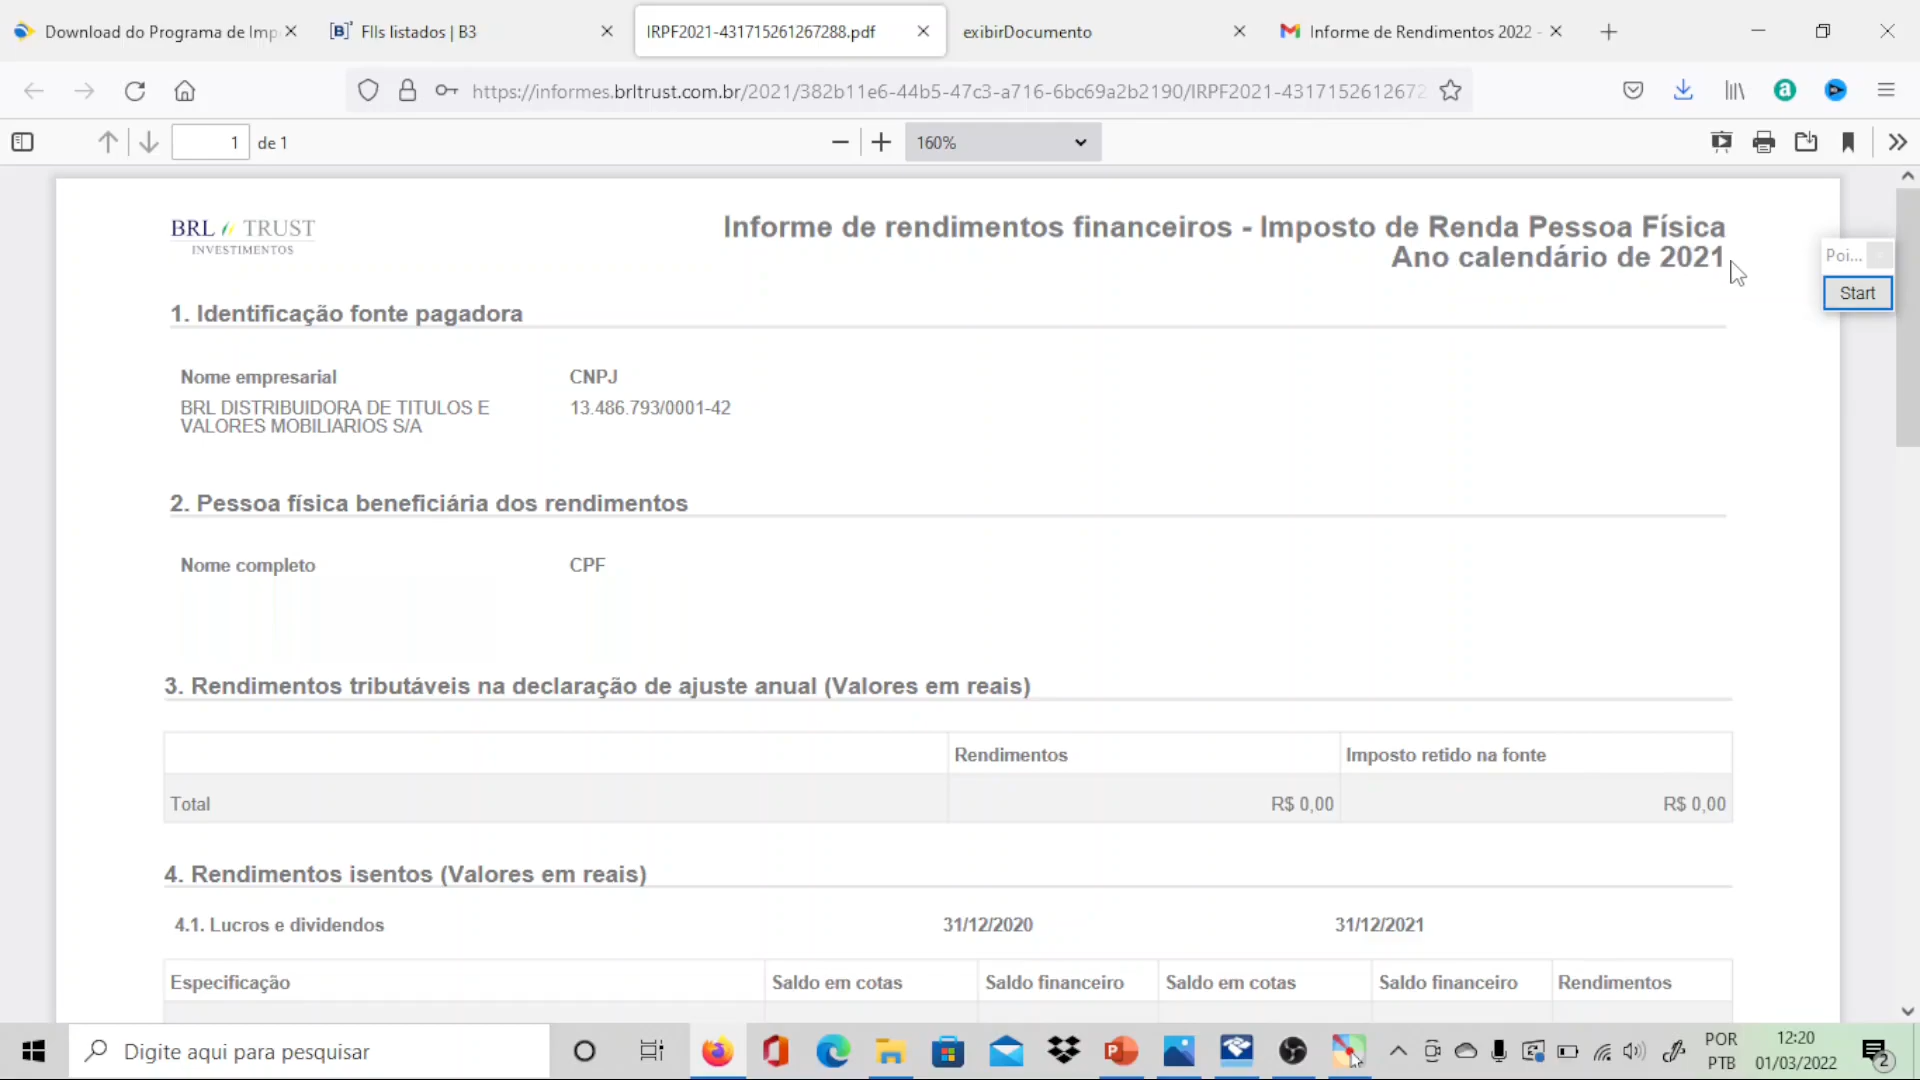 Download do Programa de Imp
FIIs listados | B3
IRPF2021-431715261267288.pdf
exibirDocumento
Informe de Rendimentos 2022 -
https://informes.brltrust.com.br/2021/382b11e6-44b5-47c3-a716-6bc69a2b2190/IRPF2021-4317152612672
1
de 1
160%
BRL TRUST
INVESTIMENTOS
Informe de rendimentos financeiros - Imposto de Renda Pessoa Física
Ano calendário de 2021
Poi...
Start
1. Identificação fonte pagadora
Nome empresarial
CNPJ
BRL DISTRIBUIDORA DE TITULOS E
VALORES MOBILIARIOS S/A
13.486.793/0001-42
2. Pessoa física beneficiária dos rendimentos
Nome completo
CPF
3. Rendimentos tributáveis na declaração de ajuste anual (Valores em reais)
Rendimentos
Imposto retido na fonte
Total
R$ 0,00
R$ 0,00
4. Rendimentos isentos (Valores em reais)
4.1. Lucros e dividendos
31/12/2020
31/12/2021
Especificação
Saldo em cotas
Saldo financeiro
Saldo em cotas
Saldo financeiro
Rendimentos
Digite aqui para pesquisar
POR
PTB
12:20
01/03/2022
2